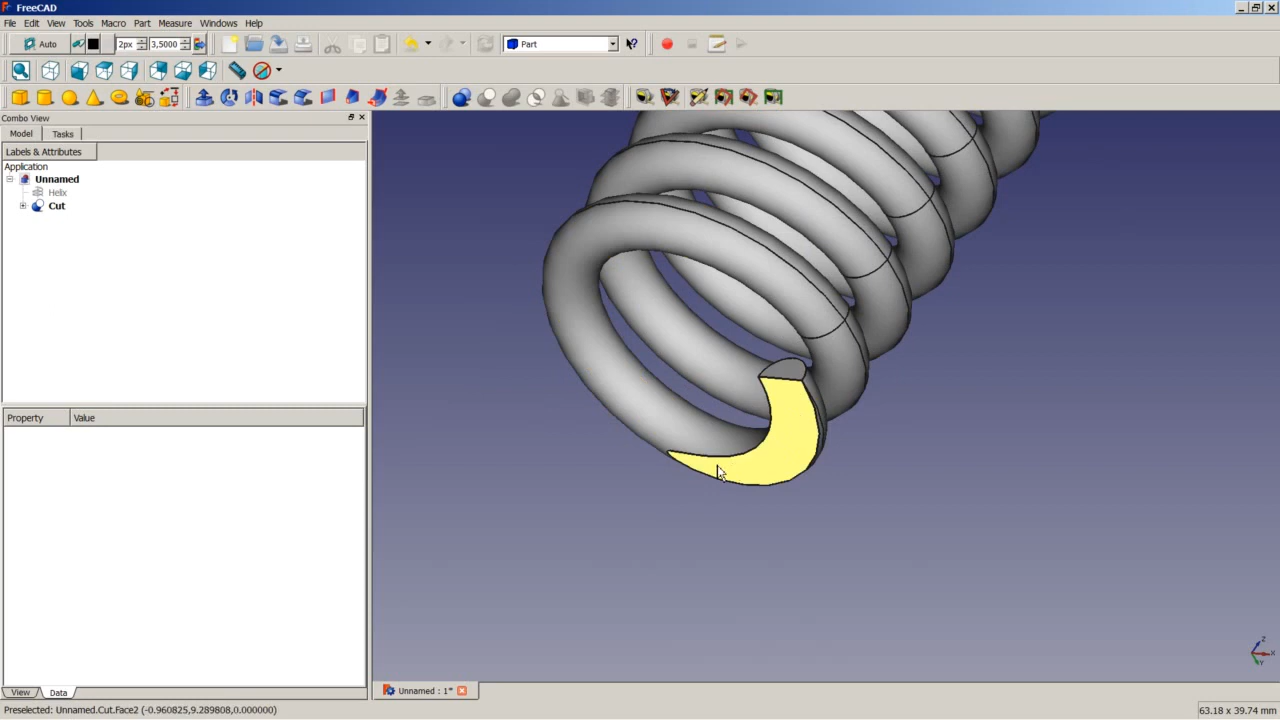 FreeCAD
File Edit View Tools Macro Part Measure Windows Help
Auto 2px 3,5000 Part
Combo View
Model Tasks
Labels & Attributes
Application
Unnamed
Helix
Cut
Property Value
View Data
Unnamed : 1*
Z
X
Y
Preselected: Unnamed.Cut.Face2 (-0.960825,9.289808,0.000000) 63.18 x 39.74 mm